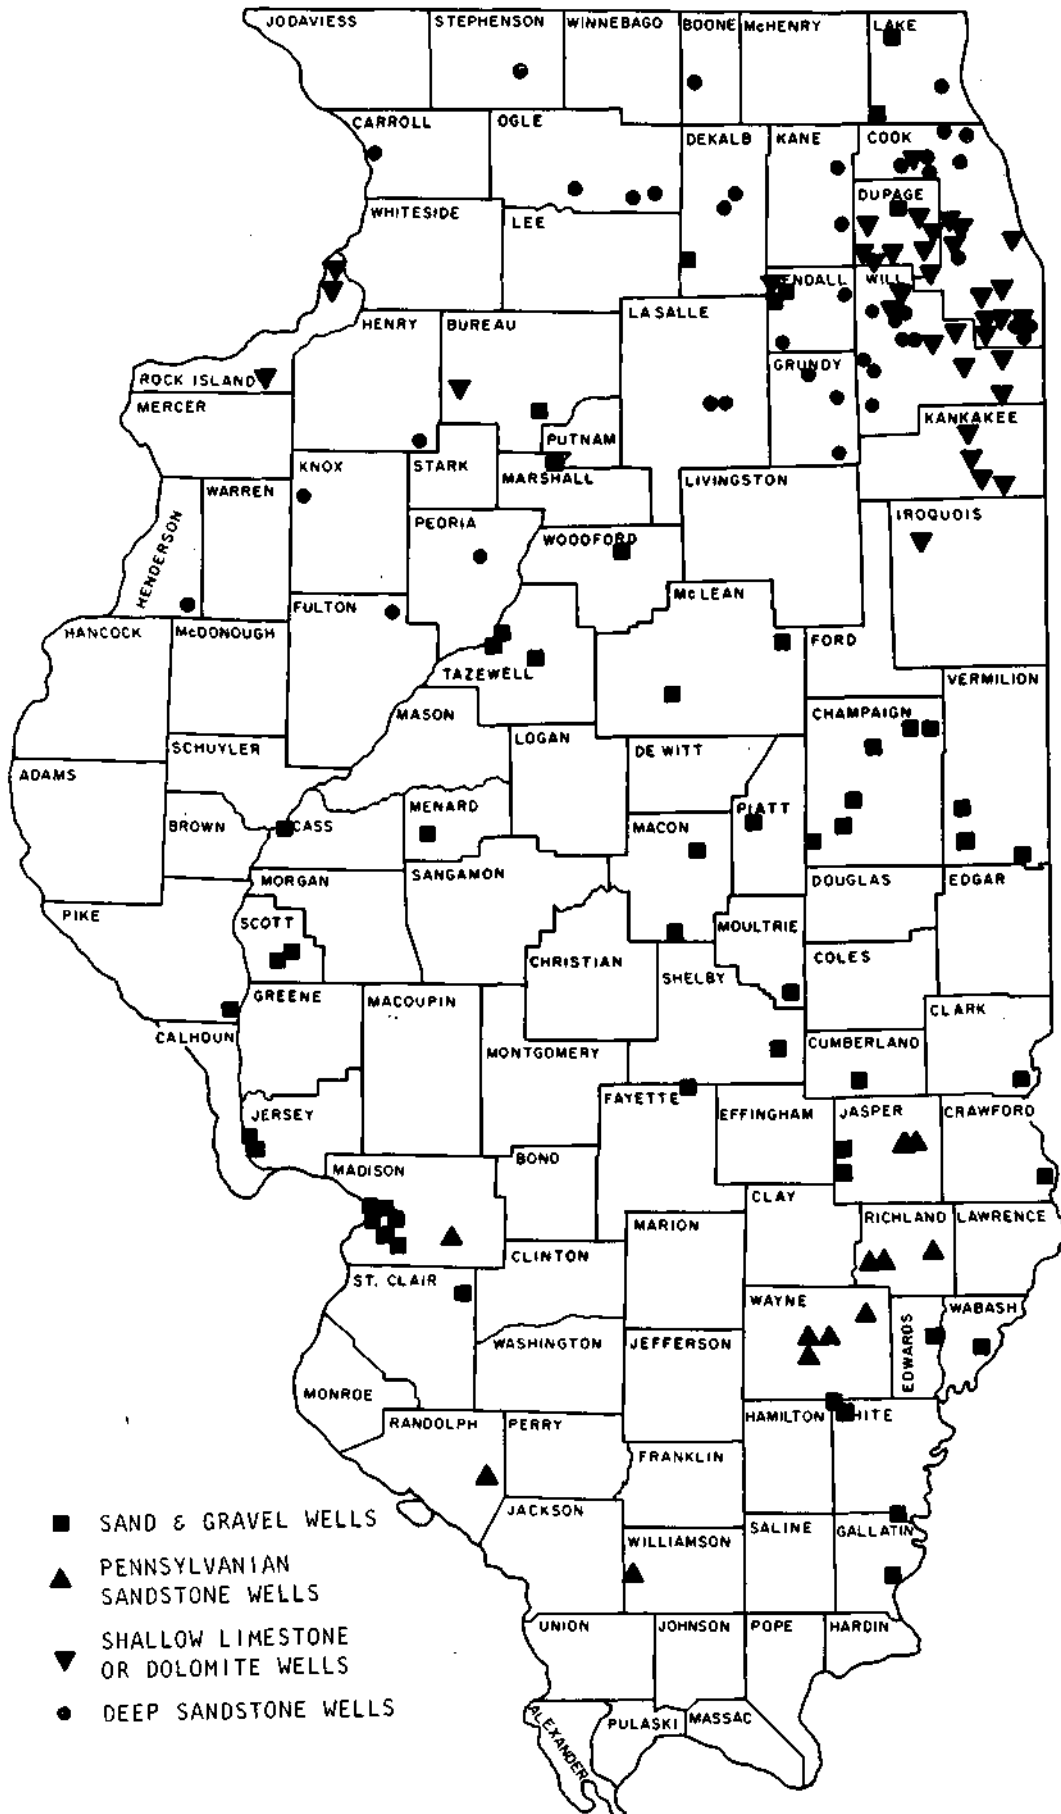 JO DAVIESS
STEPHENSON
WINNEBAGO
BOONE
McHENRY
LAKE
CARROLL
OGLE
DEKALB
KANE
COOK
DUPAGE
WHITESIDE
LEE
KENDALL
WILL
HENRY
BUREAU
LA SALLE
GRUNDY
ROCK ISLAND
MERCER
PUTNAM
KANKAKEE
KNOX
STARK
MARSHALL
LIVINGSTON
WARREN
HENDERSON
PEORIA
WOODFORD
IROQUOIS
FULTON
McLEAN
HANCOCK
McDONOUGH
TAZEWELL
FORD
VERMILION
MASON
CHAMPAIGN
SCHUYLER
LOGAN
DE WITT
ADAMS
BROWN
CASS
MENARD
MACON
PIATT
MORGAN
SANGAMON
DOUGLAS
EDGAR
PIKE
SCOTT
CHRISTIAN
MOULTRIE
COLES
SHELBY
GREENE
MACOUPIN
CLARK
CALHOUN
MONTGOMERY
CUMBERLAND
JERSEY
FAYETTE
EFFINGHAM
JASPER
CRAWFORD
MADISON
BOND
CLAY
RICHLAND
LAWRENCE
MARION
CLINTON
ST. CLAIR
WAYNE
EDWARDS
WABASH
WASHINGTON
JEFFERSON
MONROE
RANDOLPH
PERRY
HAMILTON
WHITE
FRANKLIN
JACKSON
SALINE
GALLATIN
WILLIAMSON
UNION
JOHNSON
POPE
HARDIN
ALEXANDER
PULASKI
MASSAC
SAND & GRAVEL WELLS
PENNSYLVANIAN
SANDSTONE WELLS
SHALLOW LIMESTONE
OR DOLOMITE WELLS
DEEP SANDSTONE WELLS